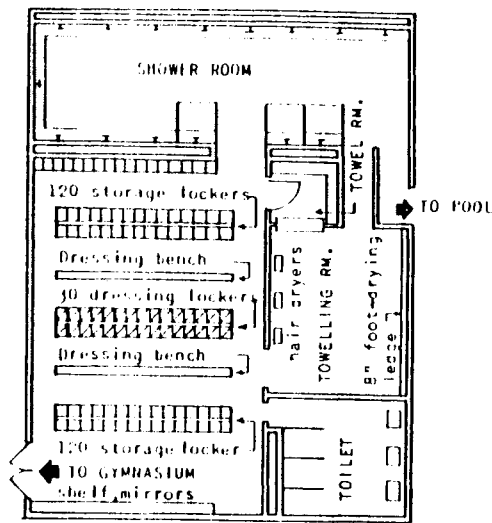 SHOWER ROOM
TOWEL RM.
120 storage lockers
TO POOL
Dressing bench
30 dressing lockers
hair dryers
TOWELLING RM.
8" foot-drying
ledge
Dressing bench
120 storage locker
TO GYMNASIUM
shelf, mirrors
TOILET